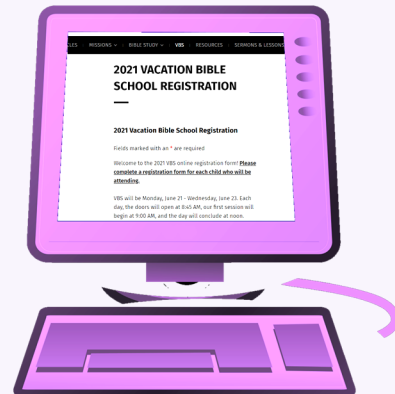 CLES MISSIONS BIBLE STUDY VBS RESOURCES SERMONS & LESSONS
2021 VACATION BIBLE
SCHOOL REGISTRATION
2021 Vacation Bible School Registration
Fields marked with an * are required
Welcome to the 2021 VBS online registration form! Please
complete a registration form for each child who will be
attending.
VBS will be Monday, June 21 - Wednesday, June 23. Each
day, the doors will open at 8:45 AM, our first session will
begin at 9:00 AM, and the day will conclude at noon.